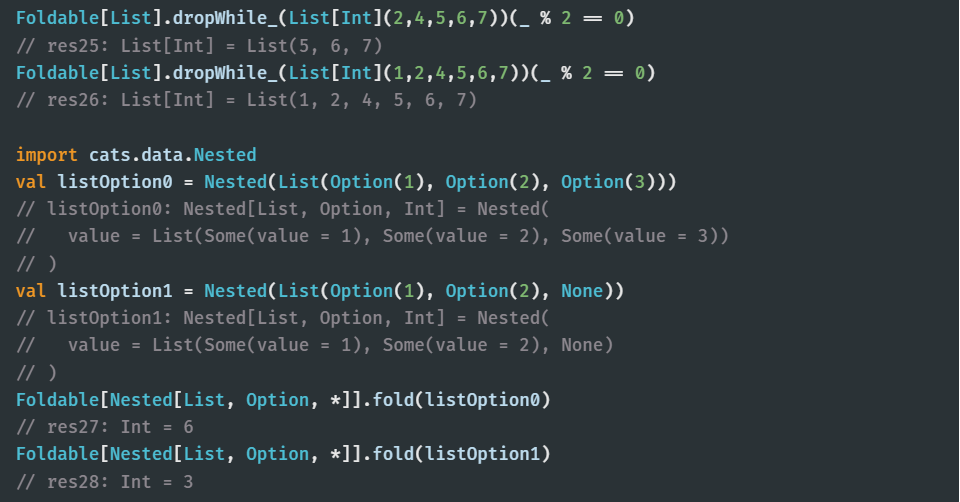 Foldable[List].dropWhile_(List[Int](2,4,5,6,7))(_ % 2 == 0)
// res25: List[Int] = List(5, 6, 7)
Foldable[List].dropWhile_(List[Int](1,2,4,5,6,7))(_ % 2 == 0)
// res26: List[Int] = List(1, 2, 4, 5, 6, 7)

import cats.data.Nested
val listOption0 = Nested(List(Option(1), Option(2), Option(3)))
// listOption0: Nested[List, Option, Int] = Nested(
//   value = List(Some(value = 1), Some(value = 2), Some(value = 3))
// )
val listOption1 = Nested(List(Option(1), Option(2), None))
// listOption1: Nested[List, Option, Int] = Nested(
//   value = List(Some(value = 1), Some(value = 2), None)
// )
Foldable[Nested[List, Option, *]].fold(listOption0)
// res27: Int = 6
Foldable[Nested[List, Option, *]].fold(listOption1)
// res28: Int = 3